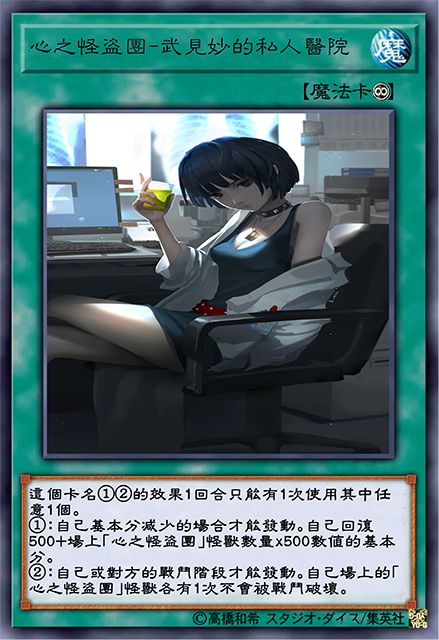 心之怪盜團-武見妙的私人醫院
魔
【魔法卡♾】
這個卡名①②的效果1回合只能有1次使用其中任
意1個。
①：自己基本分減少的場合才能發動。自己回復
500+場上「心之怪盜團」怪獸數量x500數值的基本
分。
②：自己或對方的戰鬥階段才能發動。自己場上的「
心之怪盜團」怪獸各有1次不會被戰鬥破壞。
©高橋和希 スタジオ・ダイス/集英社